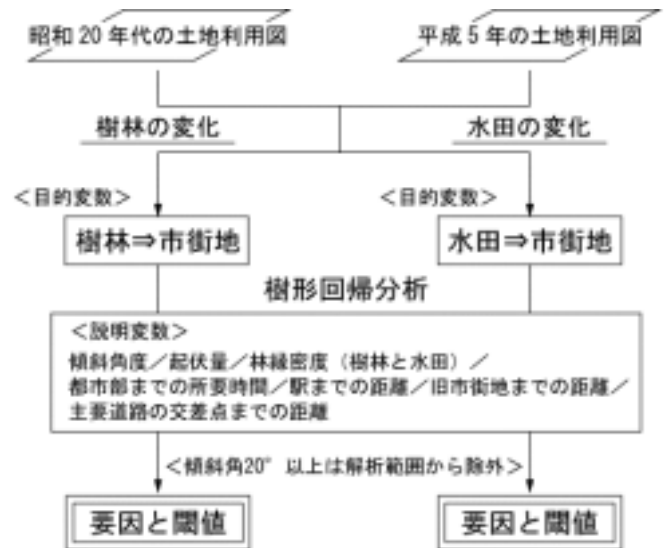 昭和20年代の土地利用図
平成5年の土地利用図
樹林の変化
水田の変化
＜目的変数＞
＜目的変数＞
樹林⇒市街地
水田⇒市街地
樹形回帰分析
＜説明変数＞
傾斜角度／起伏量／林縁密度（樹林と水田）／
都市部までの所要時間／駅までの距離／旧市街地までの距離／
主要道路の交差点までの距離
＜傾斜角20°以上は解析範囲から除外＞
要因と閾値
要因と閾値